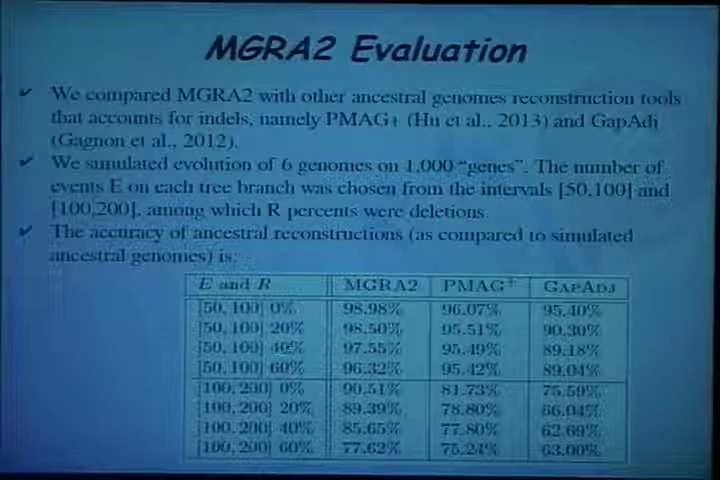 MGRA2 Evaluation
✔ We compared MGRA2 with other ancestral genomes reconstruction tools
that accounts for indels, namely PMAG+ (Hu et al., 2013) and GapAdj
(Gagnon et al., 2012).
✔ We simulated evolution of 6 genomes on 1,000 “genes”. The number of
events E on each tree branch was chosen from the intervals [50,100] and
[100,200], among which R percents were deletions.
✔ The accuracy of ancestral reconstructions (as compared to simulated
ancestral genomes) is:
E and R MGRA2 PMAG+ GapAdj
[50, 100] 0% 98.98% 96.07% 95.40%
[50, 100] 20% 98.50% 95.51% 90.30%
[50, 100] 40% 97.55% 95.49% 89.18%
[50, 100] 60% 96.32% 95.42% 89.04%
[100, 200] 0% 90.51% 81.73% 75.59%
[100, 200] 20% 89.39% 78.80% 66.04%
[100, 200] 40% 85.65% 77.80% 62.69%
[100, 200] 60% 77.62% 75.24% 63.00%